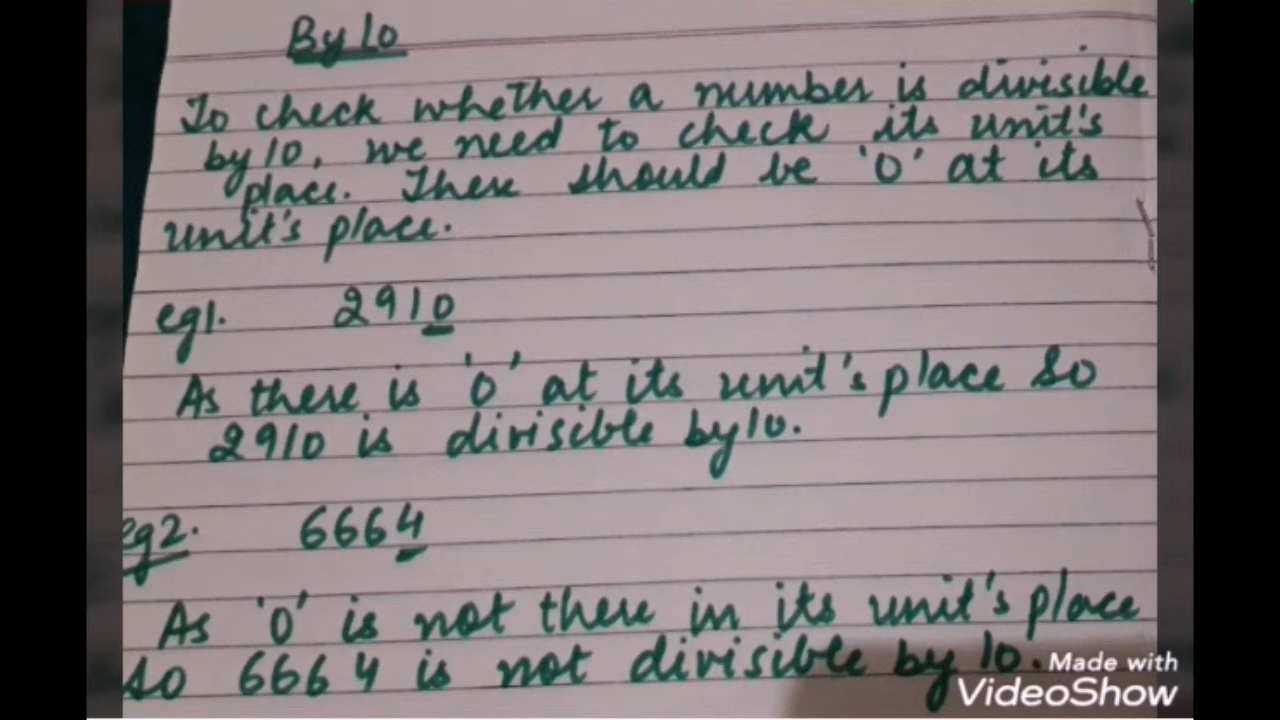 By 10
To check whether a number is divisible
by 10, we need to check its unit's
place. There should be '0' at its
unit's place.
eg1. 2910
As there is '0' at its unit's place so
2910 is divisible by 10.
eg2. 6664
As '0' is not there in its unit's place
so 6664 is not divisible by 10.
Made with
VideoShow